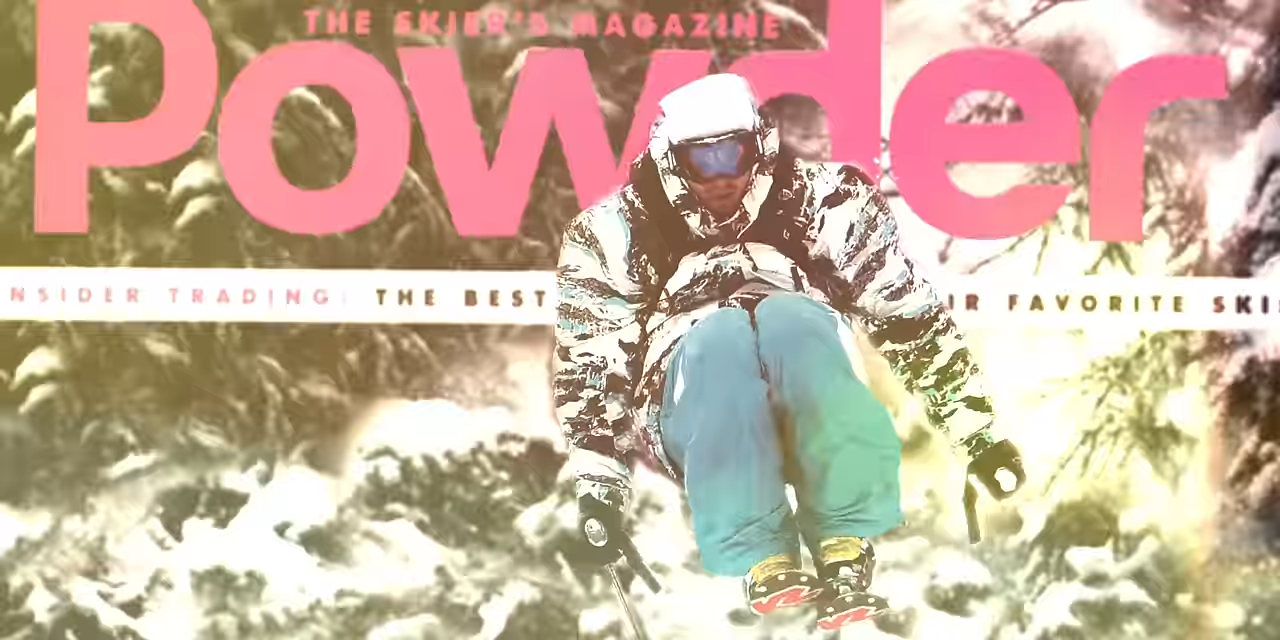 THE SKIER'S MAGAZINE
Powder
NSIDER TRADING: THE BEST IR FAVORITE SKI